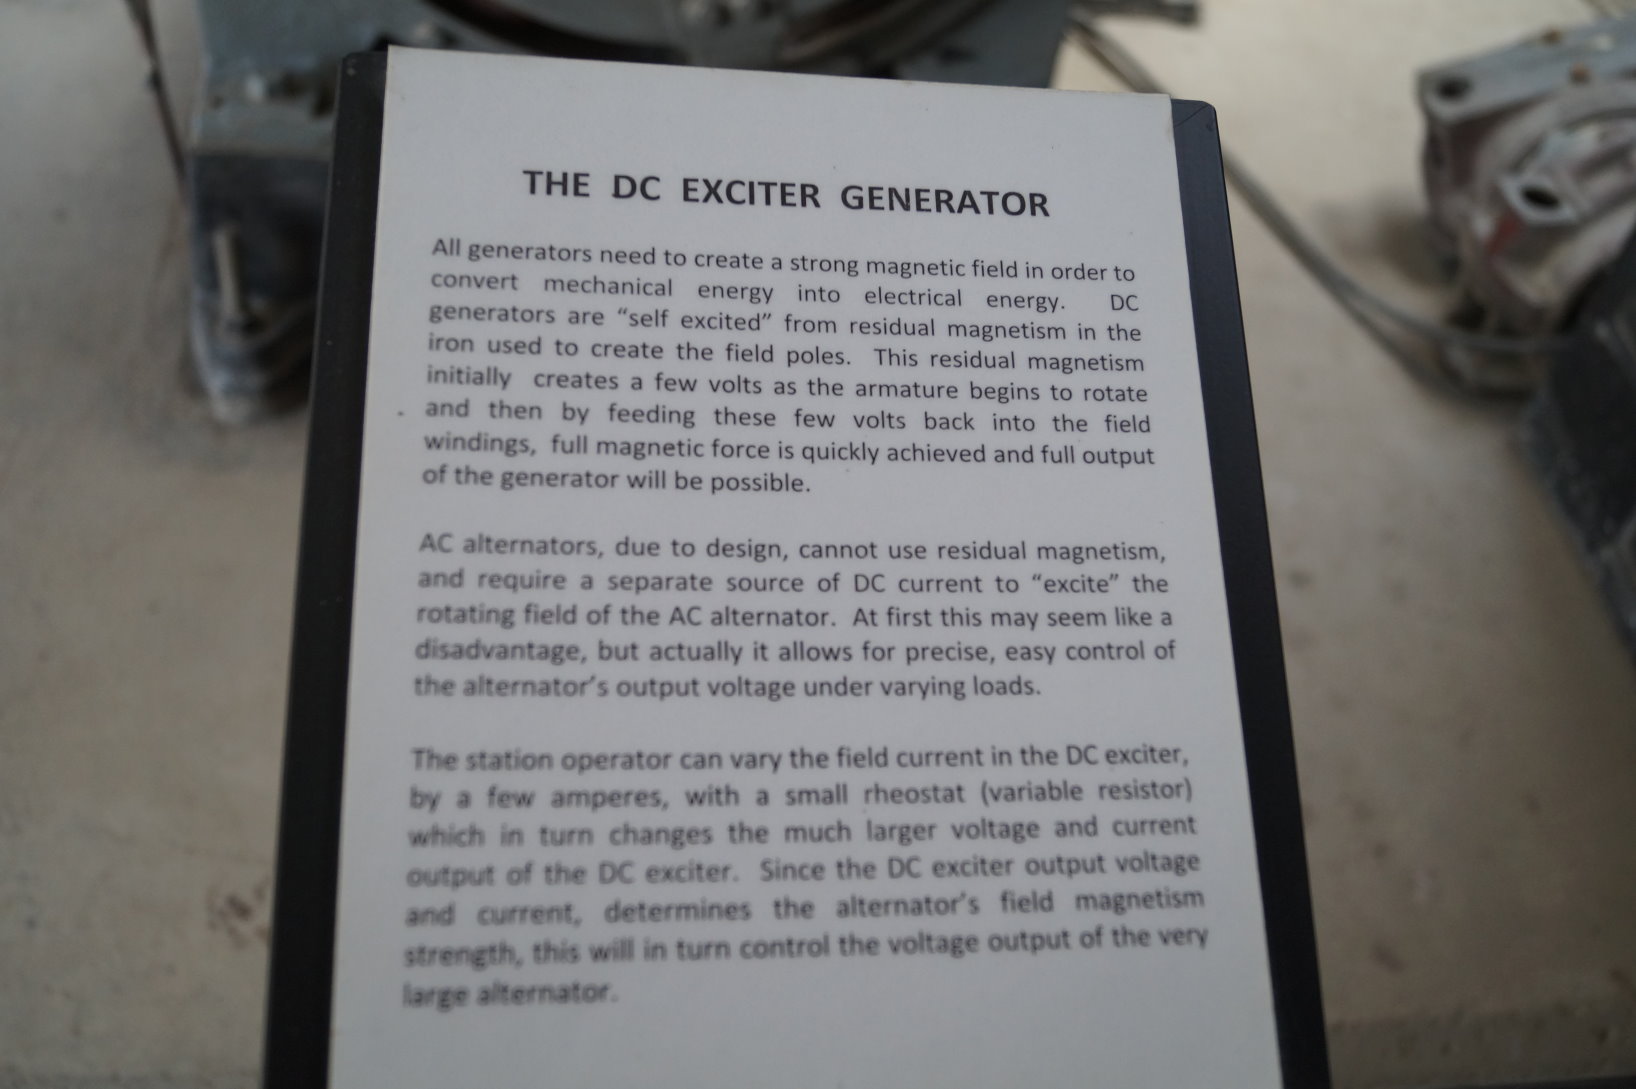 THE DC EXCITER GENERATOR
All generators need to create a strong magnetic field in order to
convert mechanical energy into electrical energy. DC
generators are “self excited” from residual magnetism in the
iron used to create the field poles. This residual magnetism
initially creates a few volts as the armature begins to rotate
and then by feeding these few volts back into the field
windings, full magnetic force is quickly achieved and full output
of the generator will be possible.
AC alternators, due to design, cannot use residual magnetism,
and require a separate source of DC current to “excite” the
rotating field of the AC alternator. At first this may seem like a
disadvantage, but actually it allows for precise, easy control of
the alternator’s output voltage under varying loads.
The station operator can vary the field current in the DC exciter,
by a few amperes, with a small rheostat (variable resistor)
which in turn changes the much larger voltage and current
output of the DC exciter. Since the DC exciter output voltage
and current, determines the alternator’s field magnetism
strength, this will in turn control the voltage output of the very
large alternator.